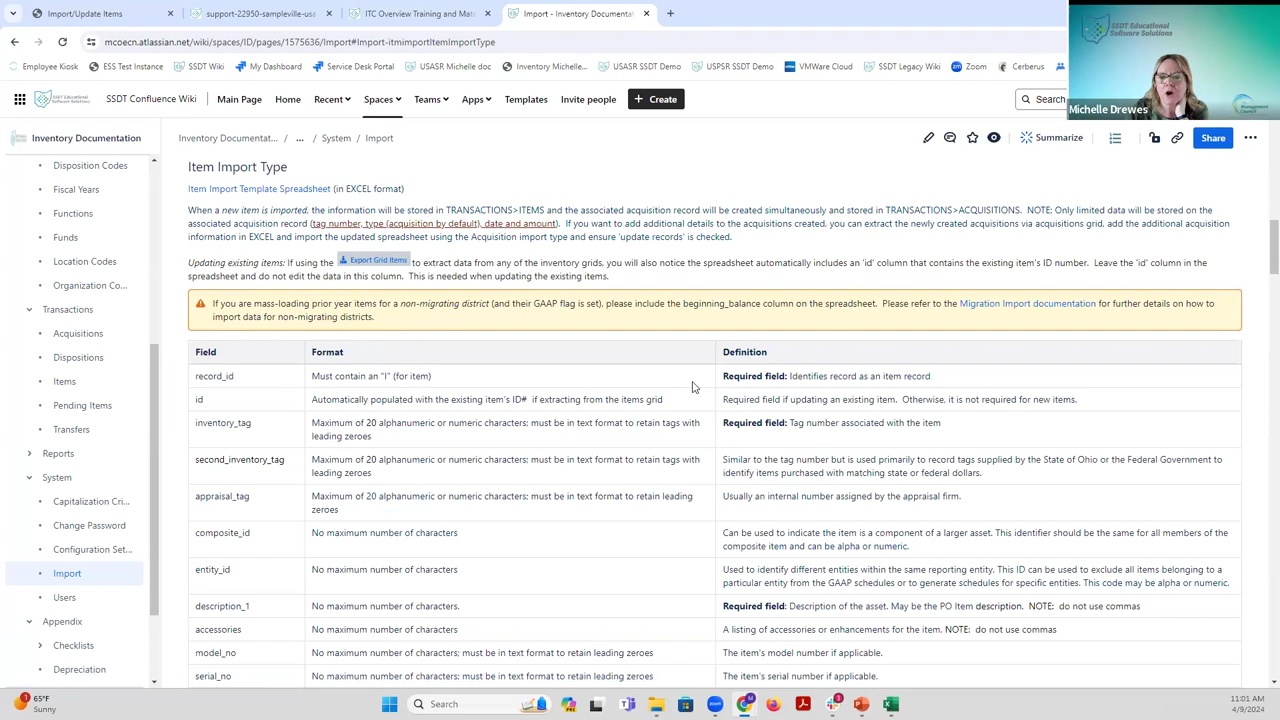 Import/Update Items
support-22950-sampleville-usa
ITC Overview Training and Mat
Import - Inventory Documentat
mcoecn.atlassian.net/wiki/spaces/ID/pages/1575636/Import#Import-itmimportemItemImportType
Employee Kiosk
ESS Test Instance
SSDT Wiki
My Dashboard
Service Desk Portal
USASR Michelle doc
Inventory Michelle...
USASR SSDT Demo
USPSR SSDT Demo
VMWare Cloud
SSDT Legacy Wiki
Zoom
Cerberus
SSDT Educational
Software Solutions
Michelle Drewes
SSDT Confluence Wiki
Main Page
Home
Recent
Spaces
Teams
Apps
Templates
Invite people
+ Create
Search
Inventory Documentation
Inventory Documentat... / ... / System / Import
Summarize
Share
Disposition Codes
Fiscal Years
Functions
Funds
Location Codes
Organization Co...
Transactions
Acquisitions
Dispositions
Items
Pending Items
Transfers
Reports
System
Capitalization Cri...
Change Password
Configuration Set...
Import
Users
Appendix
Checklists
Depreciation
Item Import Type
Item Import Template Spreadsheet (in EXCEL format)
When a new item is imported, the information will be stored in TRANSACTIONS>ITEMS and the associated acquisition record will be created simultaneously and stored in TRANSACTIONS>ACQUISITIONS. NOTE: Only limited data will be stored on the
associated acquisition record (tag number, type (acquisition by default), date and amount). If you want to add additional details to the acquisitions created, you can extract the newly created acquisitions via acquisitions grid, add the additional acquisition
information in EXCEL and import the updated spreadsheet using the Acquisition import type and ensure 'update records' is checked.
Updating existing items: If using the Export Grid Items to extract data from any of the inventory grids, you will also notice the spreadsheet automatically includes an 'id' column that contains the existing item's ID number. Leave the 'id' column in the
spreadsheet and do not edit the data in this column. This is needed when updating the existing items.
If you are mass-loading prior year items for a non-migrating district (and their GAAP flag is set), please include the beginning_balance column on the spreadsheet. Please refer to the Migration Import documentation for further details on how to
import data for non-migrating districts.
Field Format Definition
record_id Must contain an "I" (for item) Required field: Identifies record as an item record
id Automatically populated with the existing item's ID# if extracting from the items grid Required field if updating an existing item. Otherwise, it is not required for new items.
inventory_tag Maximum of 20 alphanumeric or numeric characters; must be in text format to retain tags with
leading zeroes Required field: Tag number associated with the item
second_inventory_tag Maximum of 20 alphanumeric or numeric characters; must be in text format to retain tags with
leading zeroes Similar to the tag number but is used primarily to record tags supplied by the State of Ohio or the Federal Government to
identify items purchased with matching state or federal dollars.
appraisal_tag Maximum of 20 alphanumeric or numeric characters; must be in text format to retain leading
zeroes Usually an internal number assigned by the appraisal firm.
composite_id No maximum number of characters Can be used to indicate the item is a component of a larger asset. This identifier should be the same for all members of the
composite item and can be alpha or numeric.
entity_id No maximum number of characters. Used to identify different entities within the same reporting entity. This ID can be used to exclude all items belonging to a
particular entity from the GAAP schedules or to generate schedules for specific entities. This code may be alpha or numeric.
description_1 No maximum number of characters. Required field: Description of the asset. May be the PO Item description. NOTE: do not use commas
accessories No maximum number of characters A listing of accessories or enhancements for the item. NOTE: do not use commas
model_no No maximum number of characters; must be in text format to retain leading zeroes The item's model number if applicable.
serial_no No maximum number of characters; must be in text format to retain leading zeroes The item's serial number if applicable.
65°F
Sunny
Search
11:01 AM
4/9/2024